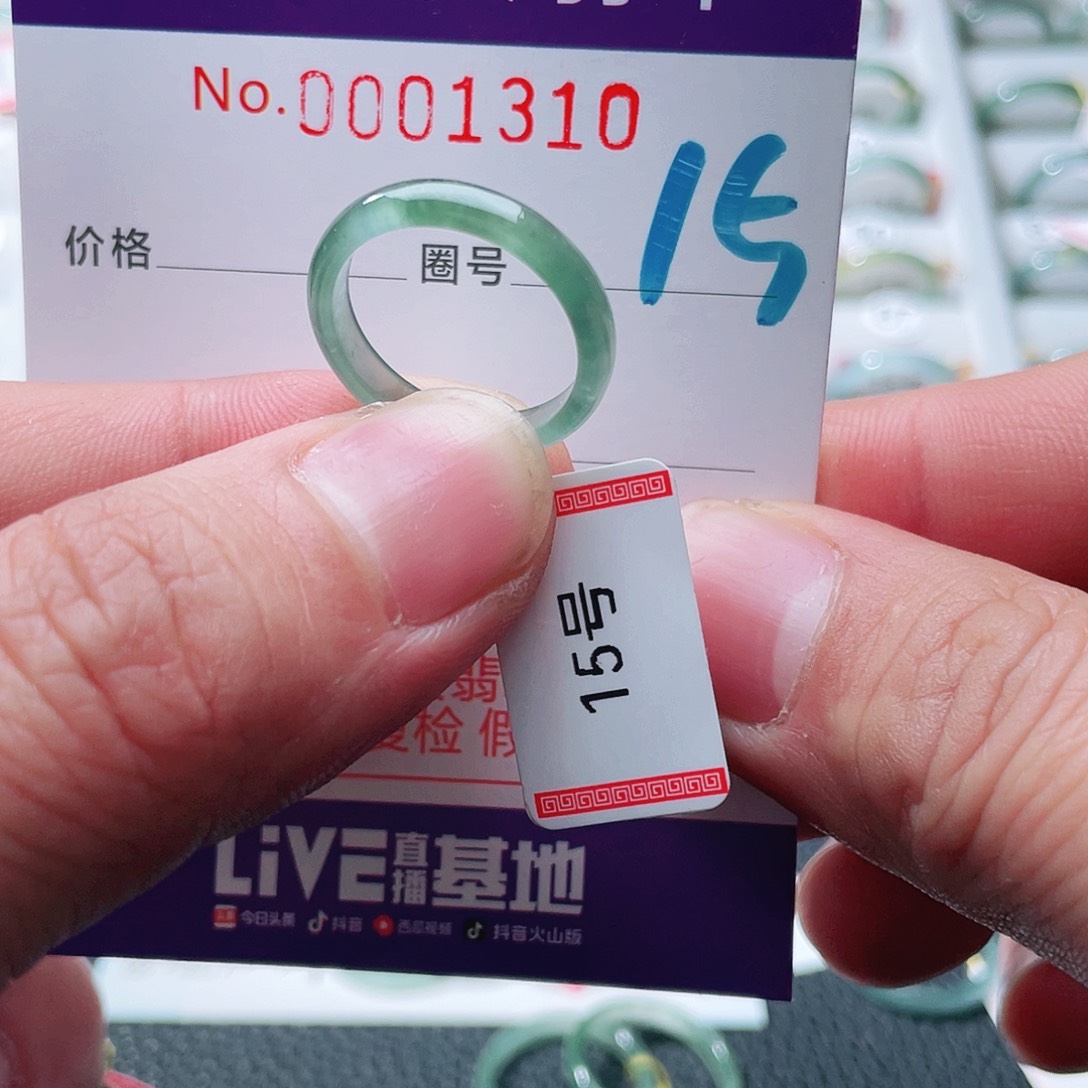 No.0001310
价格 圈号 15
15号
翡
复检 假
LiVE直播基地
今日头条 抖音 西瓜视频 抖音火山版